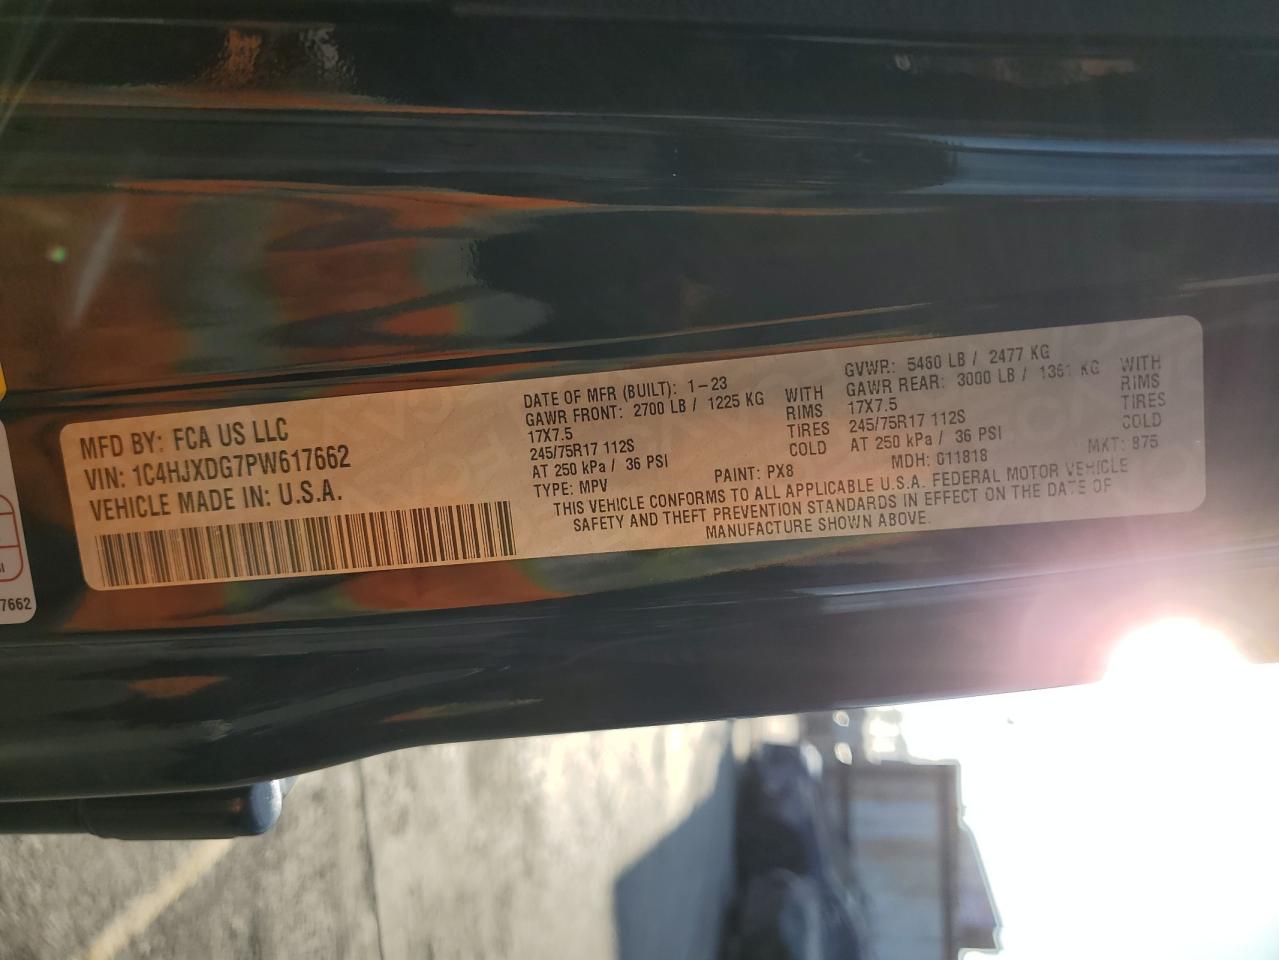 MFD BY: FCA US LLC
VIN: 1C4HJXDG7PW617662
VEHICLE MADE IN: U.S.A.
DATE OF MFR (BUILT): 1-23
GAWR FRONT: 2700 LB / 1225 KG WITH
17X7.5 RIMS
245/75R17 112S TIRES
AT 250 kPa / 36 PSI COLD
TYPE: MPV PAINT: PX8
GVWR: 5460 LB / 2477 KG
GAWR REAR: 3000 LB / 1361 KG WITH
17X7.5 RIMS
245/75R17 112S TIRES
AT 250 kPa / 36 PSI COLD
MDH: 011818 MKT: 875
THIS VEHICLE CONFORMS TO ALL APPLICABLE U.S.A. FEDERAL MOTOR VEHICLE
SAFETY AND THEFT PREVENTION STANDARDS IN EFFECT ON THE DATE OF
MANUFACTURE SHOWN ABOVE.
7662